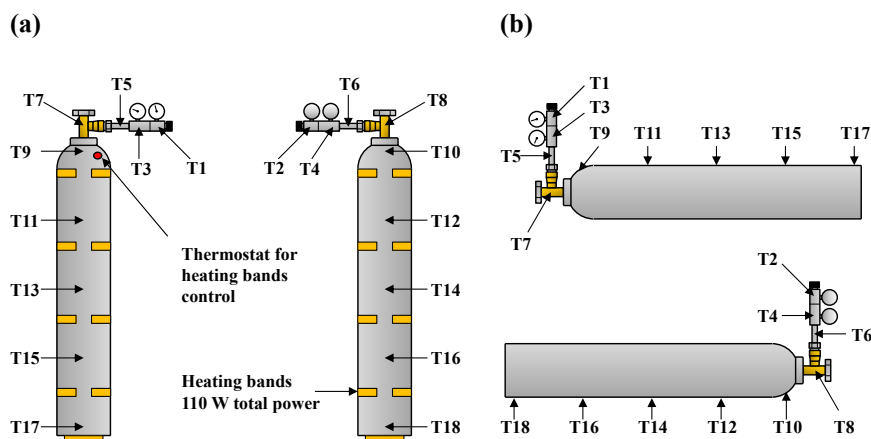 (a)
T5
T7
T9
T3
T1
T11
T13
T15
T17
T6
T8
T2
T4
T10
T12
T14
T16
T18
Thermostat for
heating bands
control
Heating bands
110 W total power
(b)
T1
T3
T9
T11
T13
T15
T17
T5
T7
T2
T4
T6
T18
T16
T14
T12
T10
T8